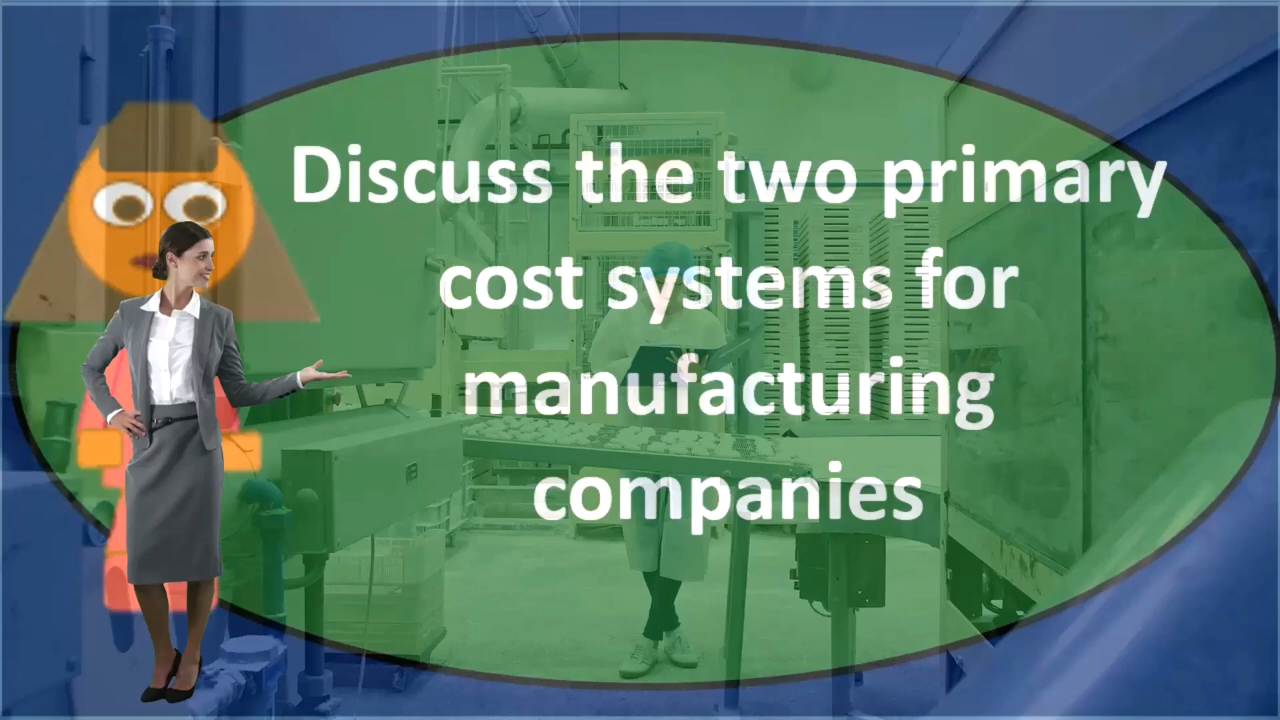 Discuss the two primary
cost systems for
manufacturing
companies